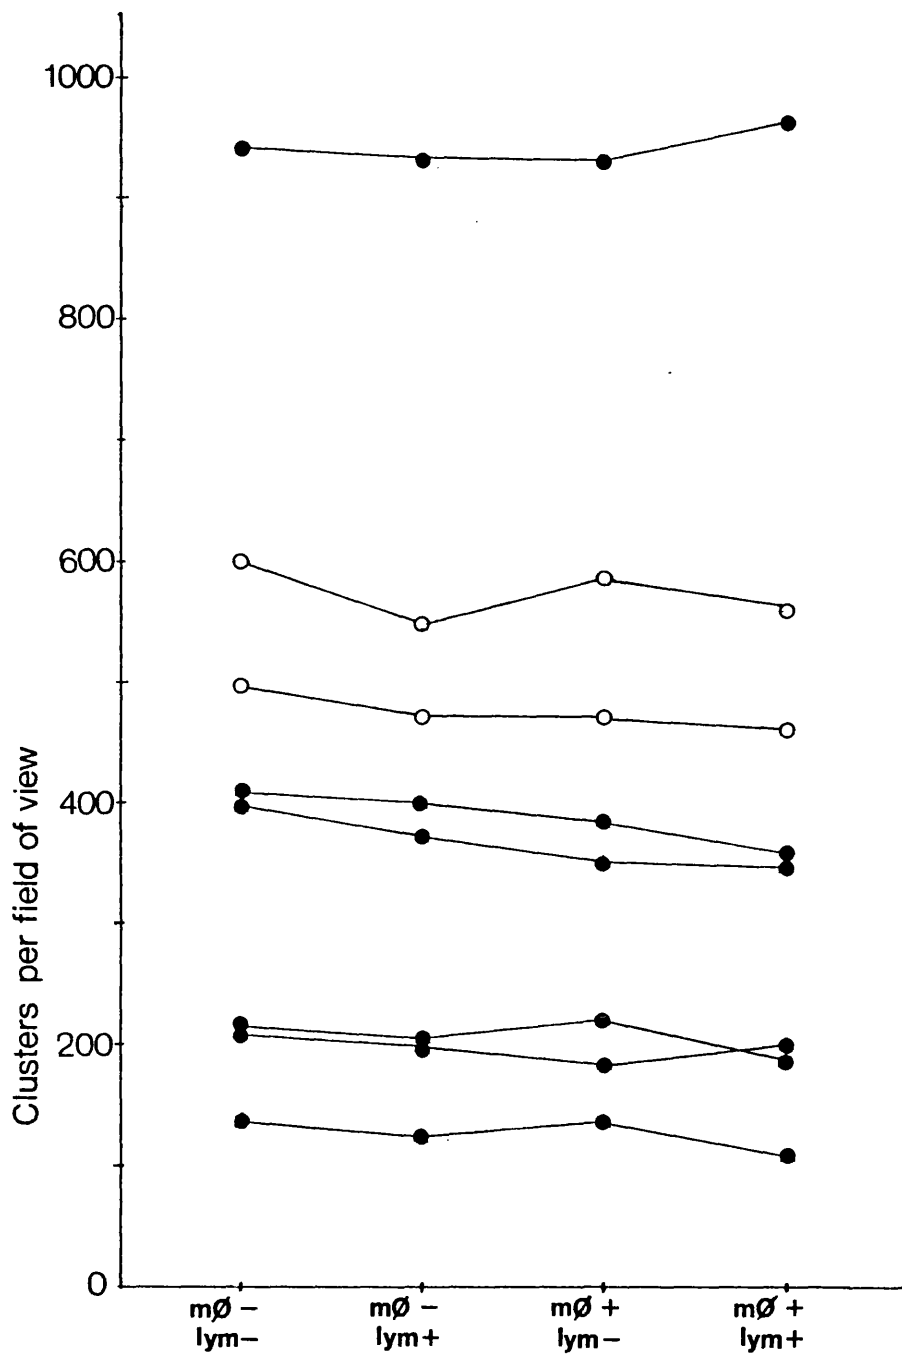 1000
800
600
400
200
0
Clusters per field of view
mØ – mØ – mØ + mØ +
lym– lym+ lym– lym+